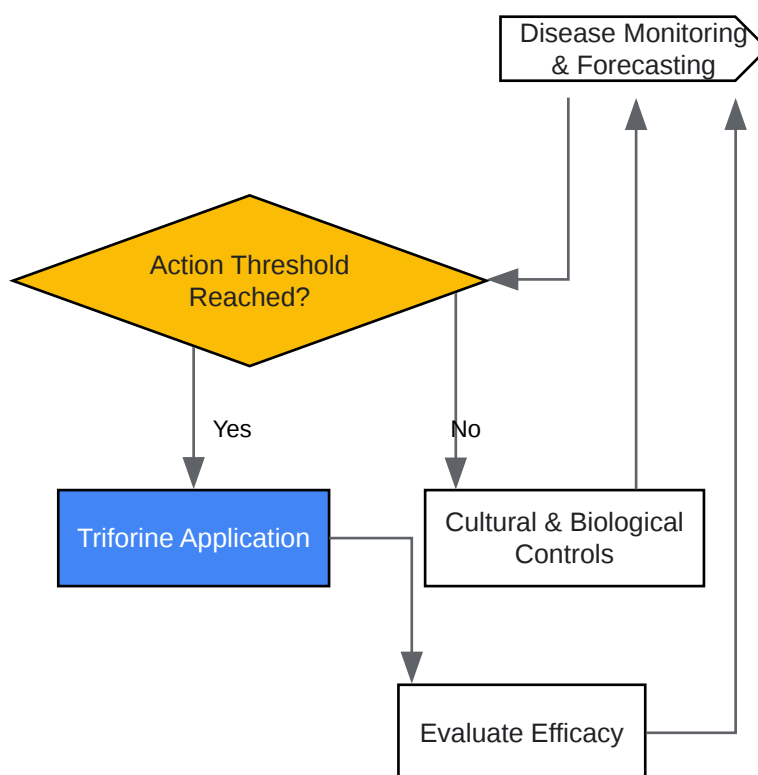 Disease Monitoring
& Forecasting
Action Threshold
Reached?
Yes
No
Triforine Application
Cultural & Biological
Controls
Evaluate Efficacy